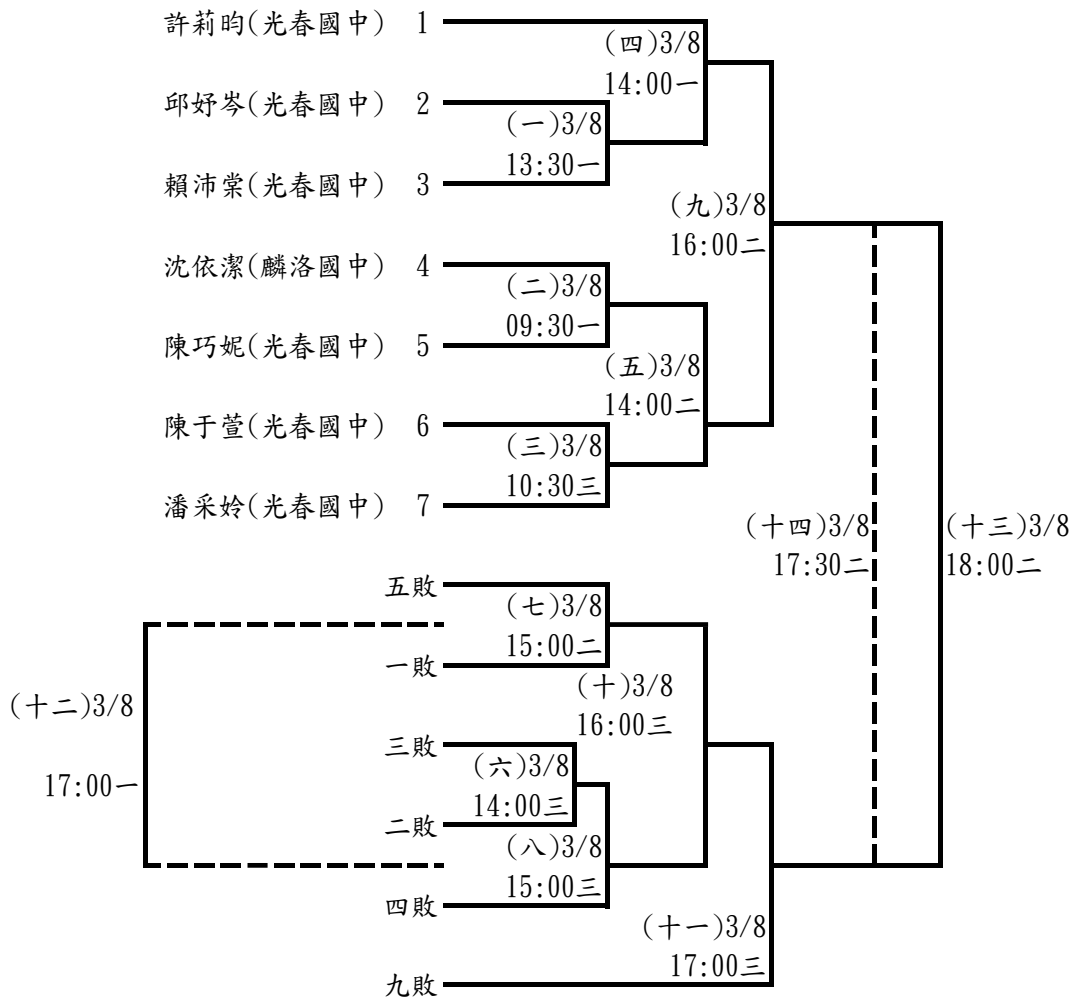 許莉昀(光春國中) 1
(四)3/8
14:00一
邱妤岑(光春國中) 2
(一)3/8
13:30一
賴沛棠(光春國中) 3
(九)3/8
16:00二
沈依潔(麟洛國中) 4
(二)3/8
09:30一
陳巧妮(光春國中) 5
(五)3/8
14:00二
陳于萱(光春國中) 6
(三)3/8
10:30三
潘采姈(光春國中) 7
(十四)3/8
17:30二
(十三)3/8
18:00二
五敗
(七)3/8
15:00二
一敗
(十)3/8
16:00三
(十二)3/8
17:00一
三敗
(六)3/8
14:00三
二敗
(八)3/8
15:00三
四敗
(十一)3/8
17:00三
九敗